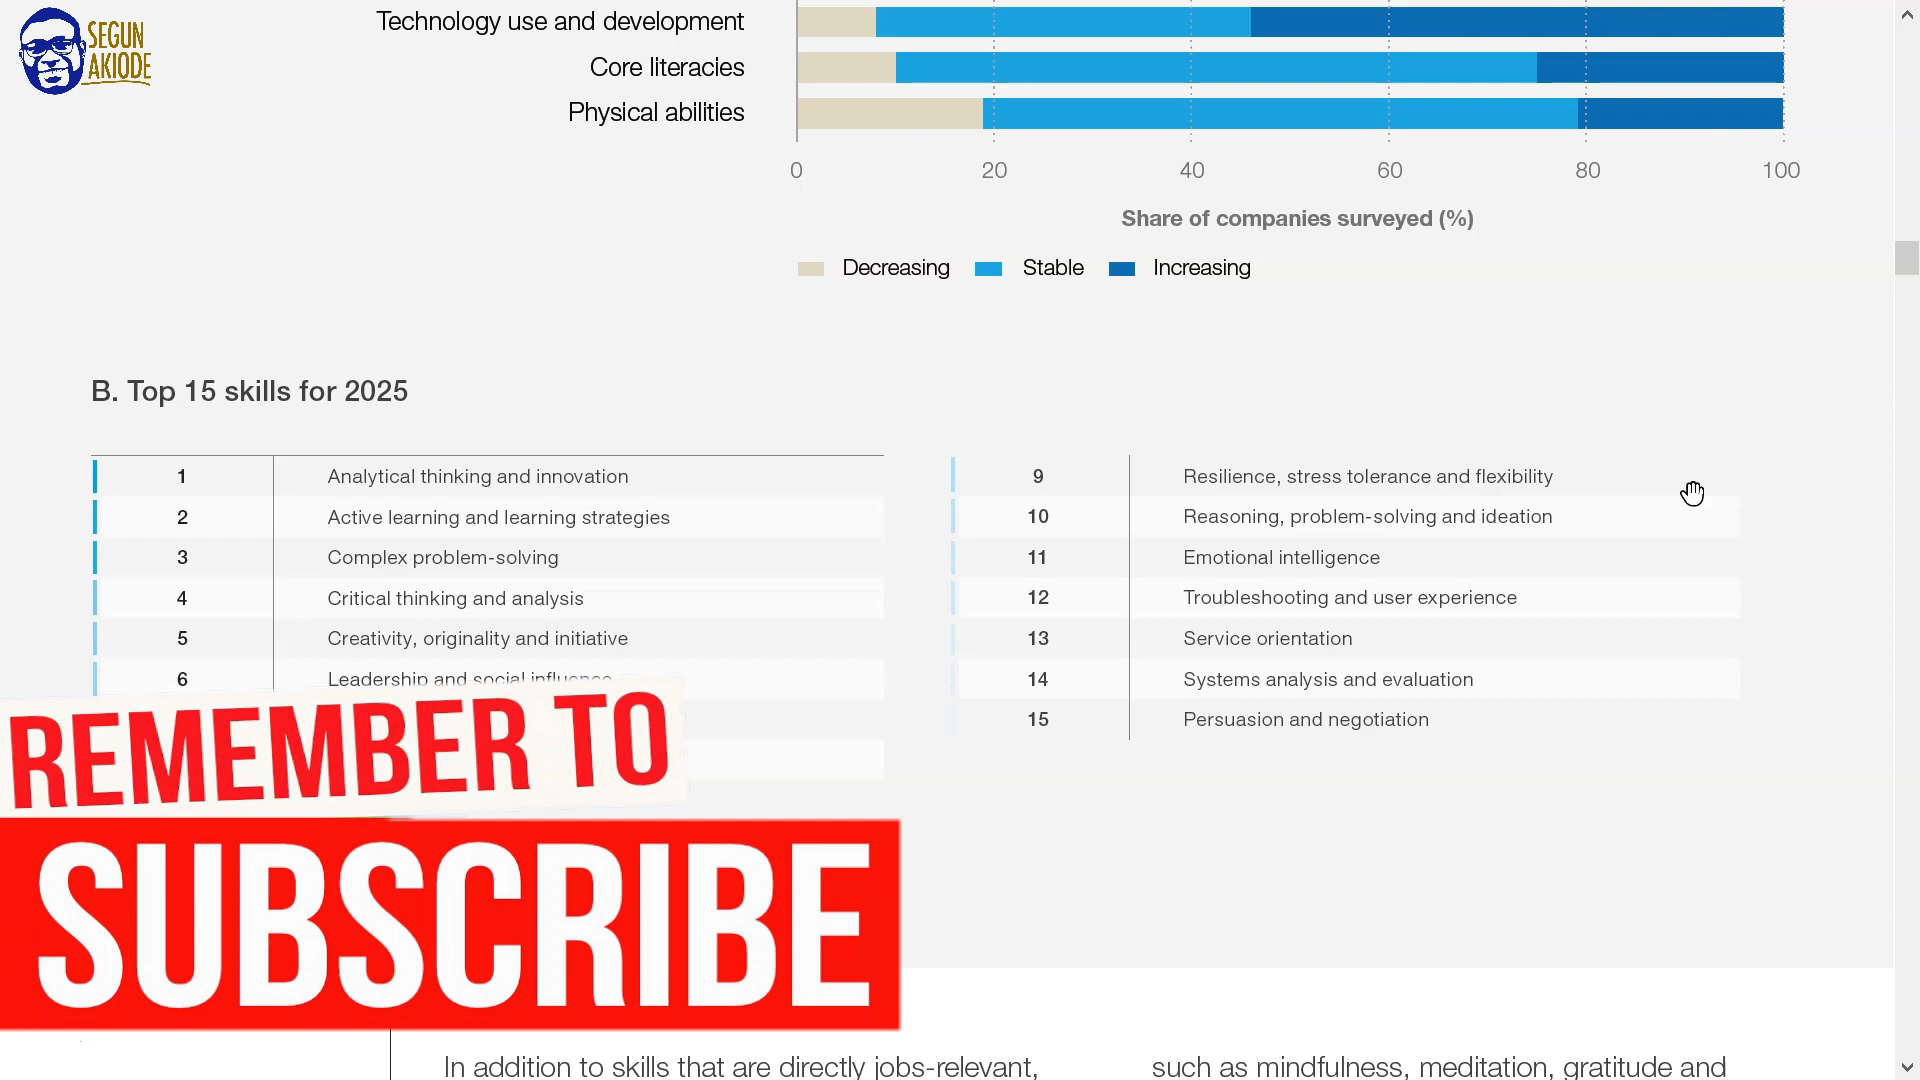 SEGUN
AKIODE
Technology use and development
Core literacies
Physical abilities
0 20 40 60 80 100
Share of companies surveyed (%)
Decreasing Stable Increasing
B. Top 15 skills for 2025
1 Analytical thinking and innovation
2 Active learning and learning strategies
3 Complex problem-solving
4 Critical thinking and analysis
5 Creativity, originality and initiative
6 Leadership and social influence
9 Resilience, stress tolerance and flexibility
10 Reasoning, problem-solving and ideation
11 Emotional intelligence
12 Troubleshooting and user experience
13 Service orientation
14 Systems analysis and evaluation
15 Persuasion and negotiation
REMEMBER TO
SUBSCRIBE
In addition to skills that are directly jobs-relevant,
such as mindfulness, meditation, gratitude and